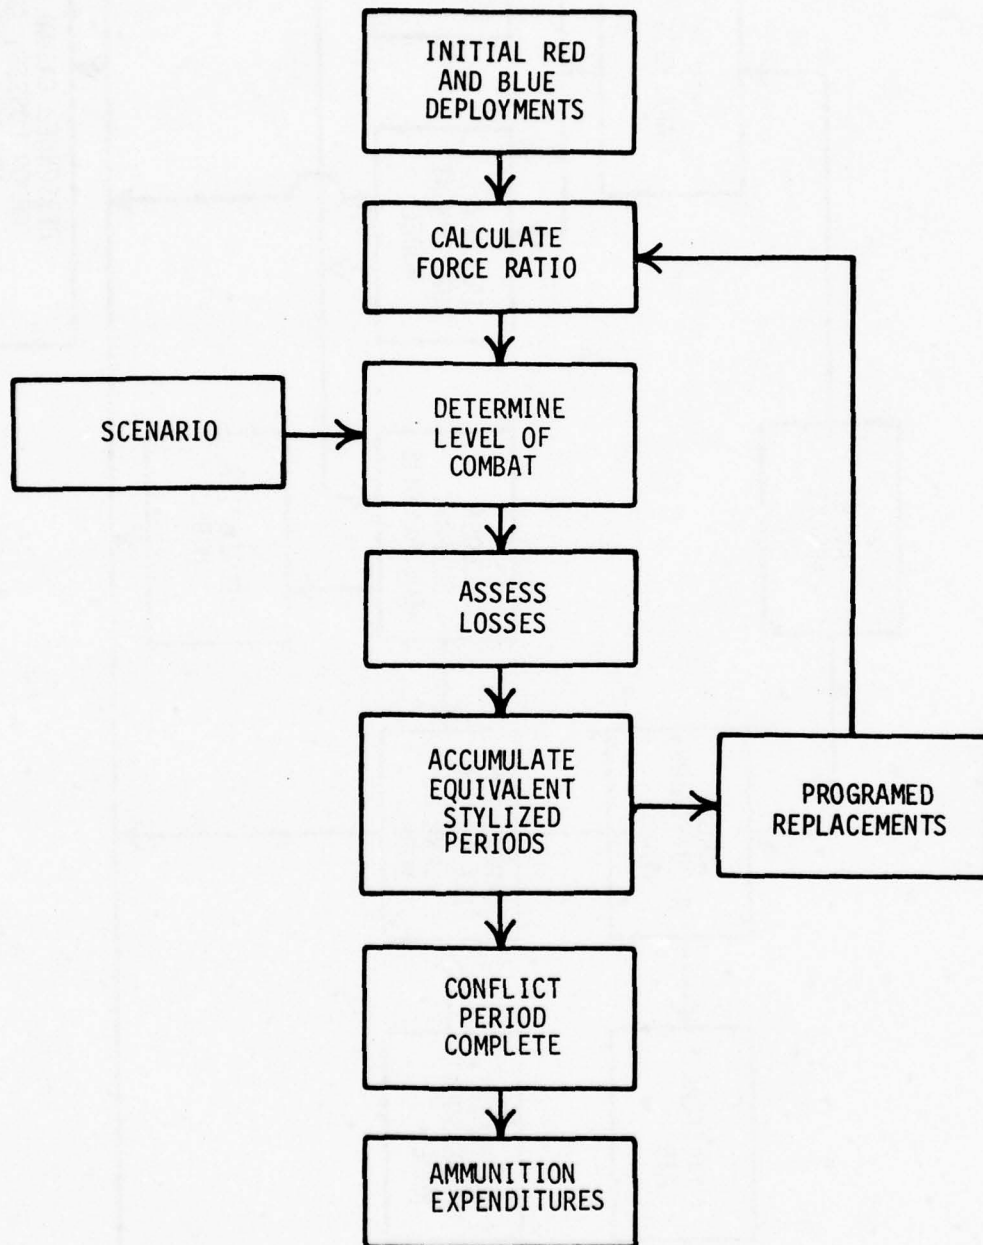 INITIAL RED
AND BLUE
DEPLOYMENTS
CALCULATE
FORCE RATIO
SCENARIO
DETERMINE
LEVEL OF
COMBAT
ASSESS
LOSSES
ACCUMULATE
EQUIVALENT
STYLIZED
PERIODS
PROGRAMED
REPLACEMENTS
CONFLICT
PERIOD
COMPLETE
AMMUNITION
EXPENDITURES